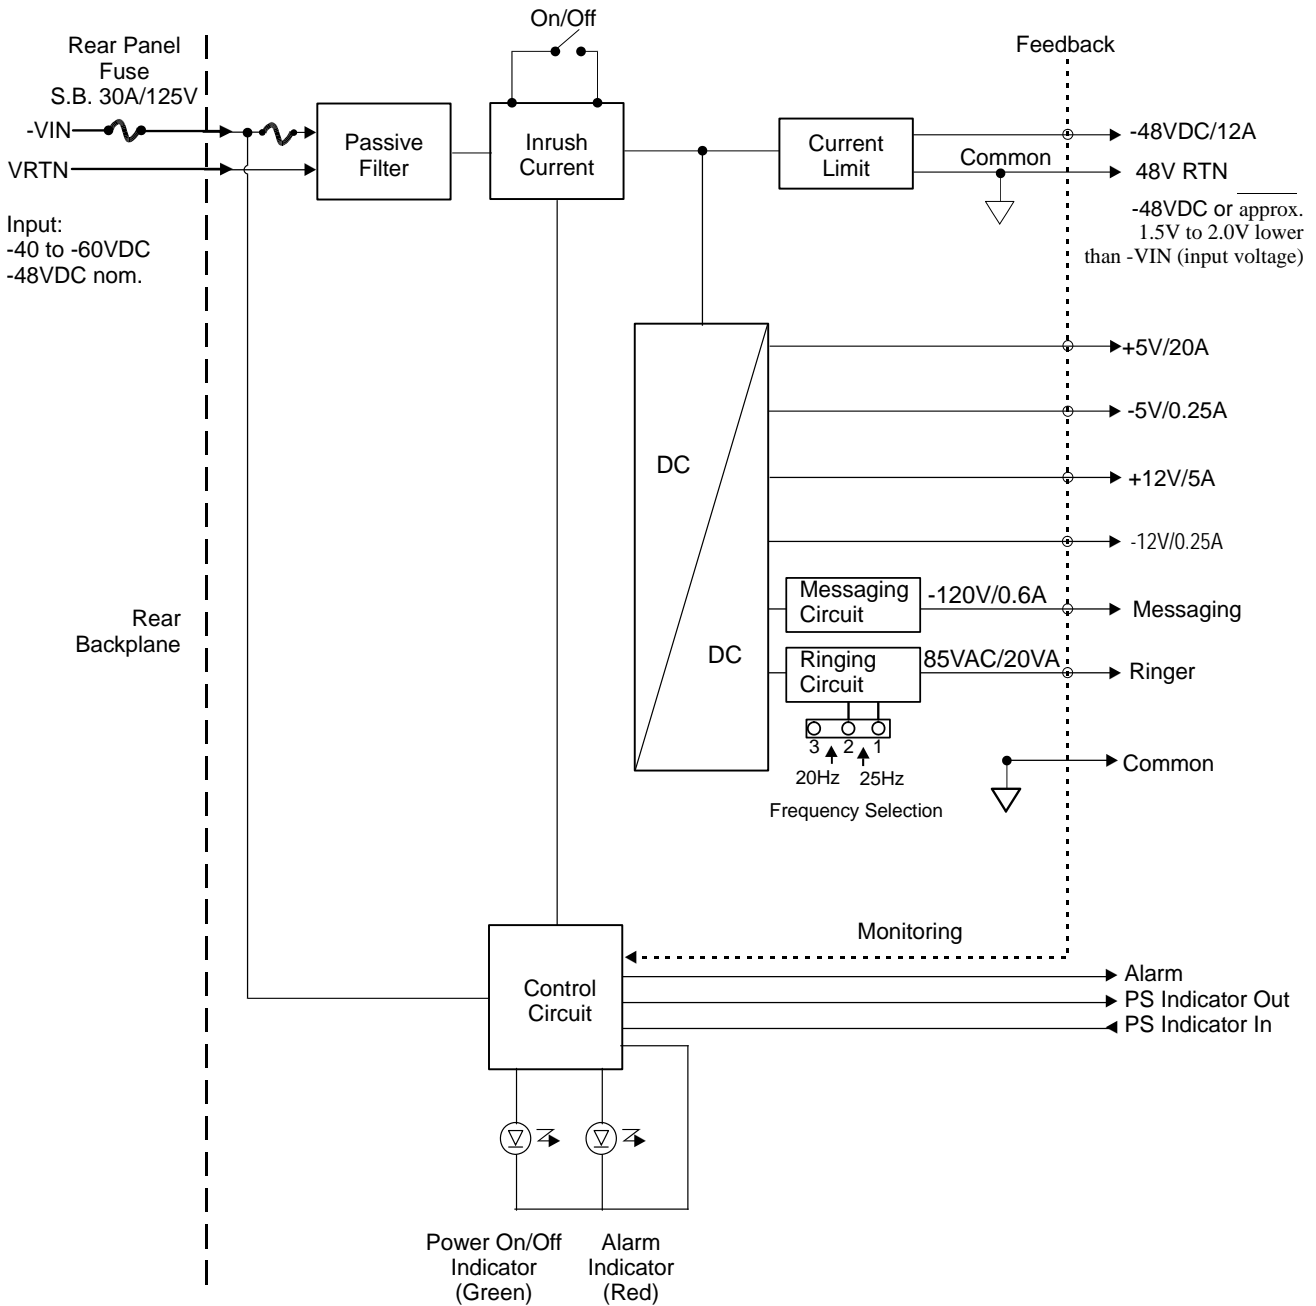 On/Off
Rear Panel
Fuse
S.B. 30A/125V
Feedback
-VIN
VRTN
Passive
Filter
Inrush
Current
Current
Limit
Common
-48VDC/12A
48V RTN
-48VDC or approx.
1.5V to 2.0V lower
than -VIN (input voltage)
Input:
-40 to -60VDC
-48VDC nom.
+5V/20A
-5V/0.25A
DC
+12V/5A
-12V/0.25A
Messaging
Circuit
-120V/0.6A
Messaging
Rear
Backplane
DC
Ringing
Circuit
85VAC/20VA
Ringer
3 2 1
20Hz 25Hz
Frequency Selection
Common
Monitoring
Control
Circuit
Alarm
PS Indicator Out
PS Indicator In
Power On/Off
Indicator
(Green)
Alarm
Indicator
(Red)